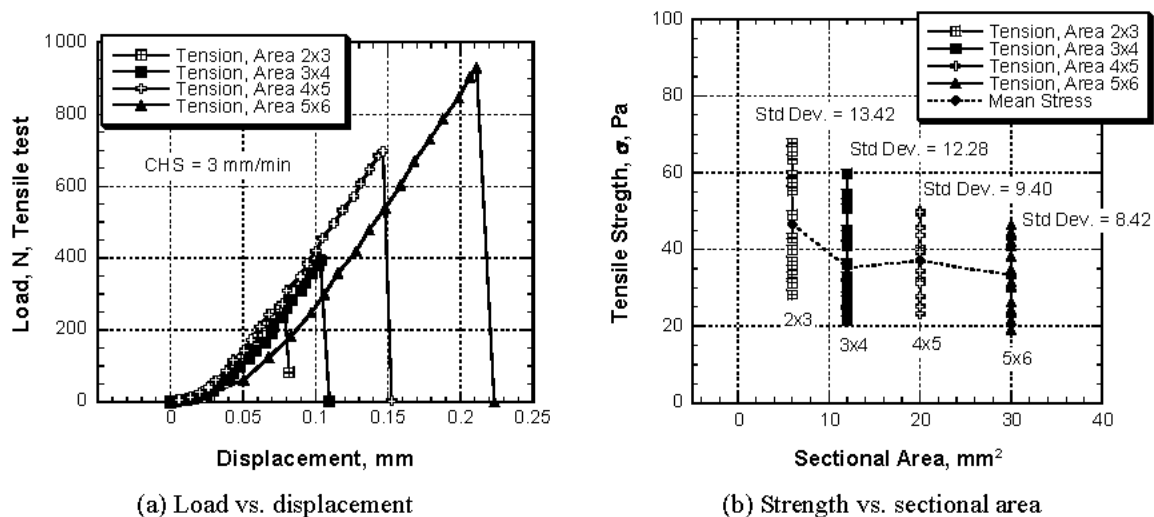 1000
800
600
400
200
0
0
0.05
0.1
0.15
0.2
0.25
Load, N, Tensile test
Displacement, mm
Tension, Area 2x3
Tension, Area 3x4
Tension, Area 4x5
Tension, Area 5x6
CHS = 3 mm/min
(a) Load vs. displacement
100
80
60
40
20
0
0
10
20
30
40
Tensile Stregth, σ, Pa
Sectional Area, mm²
Tension, Area 2x3
Tension, Area 3x4
Tension, Area 4x5
Tension, Area 5x6
Mean Stress
Std Dev. = 13.42
Std Dev. = 12.28
Std Dev. = 9.40
Std Dev. = 8.42
2x3
3x4
4x5
5x6
(b) Strength vs. sectional area